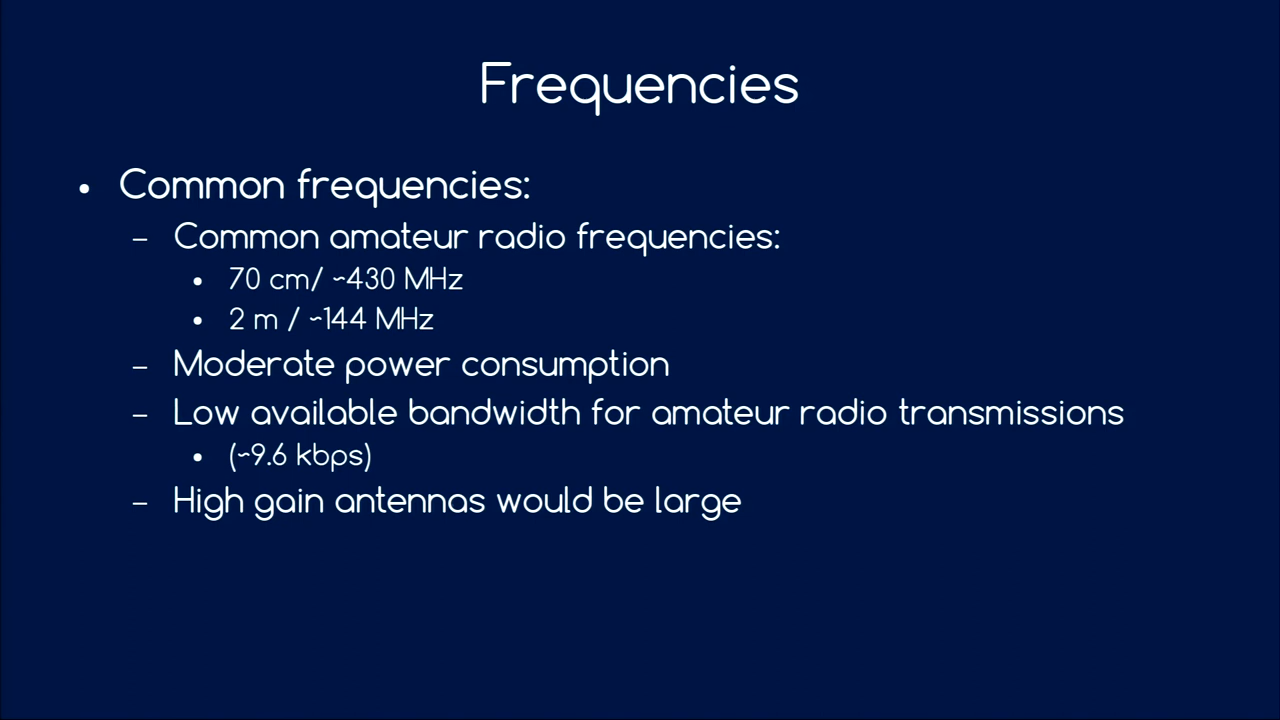 Frequencies
• Common frequencies:
– Common amateur radio frequencies:
• 70 cm/ ~430 MHz
• 2 m / ~144 MHz
– Moderate power consumption
– Low available bandwidth for amateur radio transmissions
• (~9.6 kbps)
– High gain antennas would be large